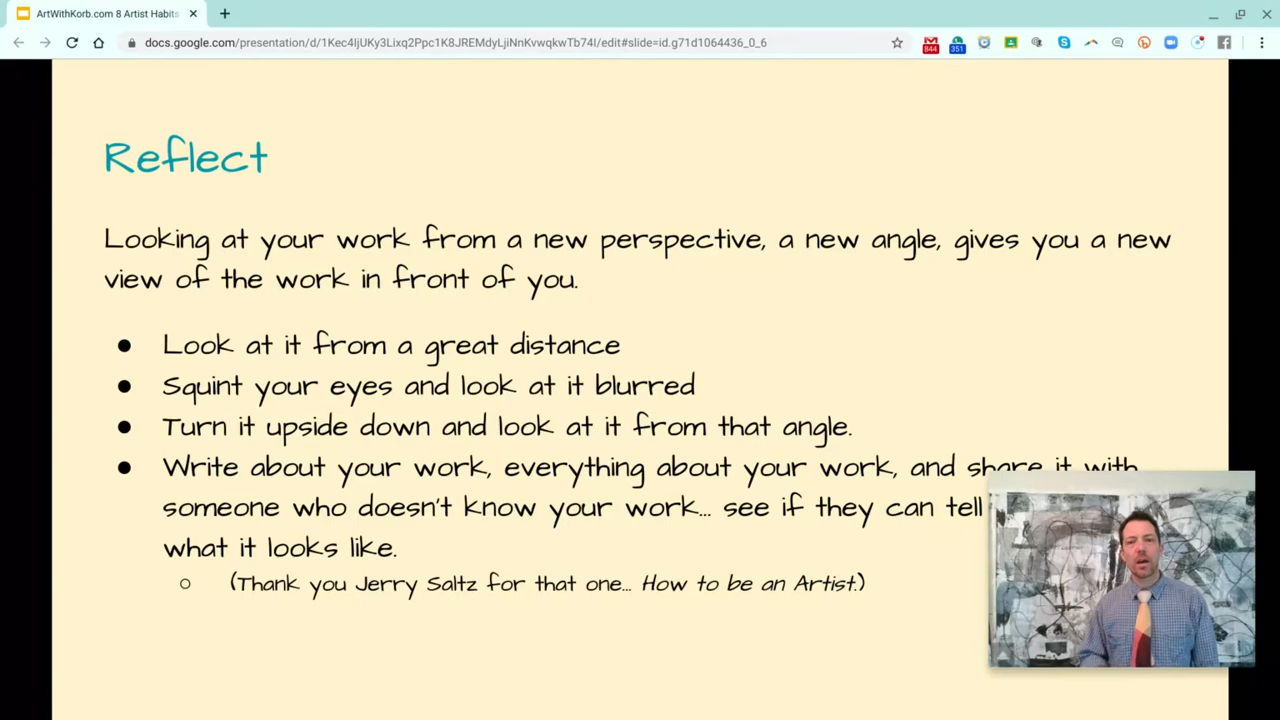 ArtWithKorb.com 8 Artist Habits
docs.google.com/presentation/d/1Kec4IjUKy3Lixq2Ppc1K8JREMdyLjiNnKvwqkwTb74I/edit#slide=id.g71d1064436_0_6
844
351
Reflect
Looking at your work from a new perspective, a new angle, gives you a new
view of the work in front of you.
● Look at it from a great distance
● Squint your eyes and look at it blurred
● Turn it upside down and look at it from that angle.
● Write about your work, everything about your work, and share it with
someone who doesn't know your work... see if they can tell
what it looks like.
○ (Thank you Jerry Saltz for that one... How to be an Artist.)